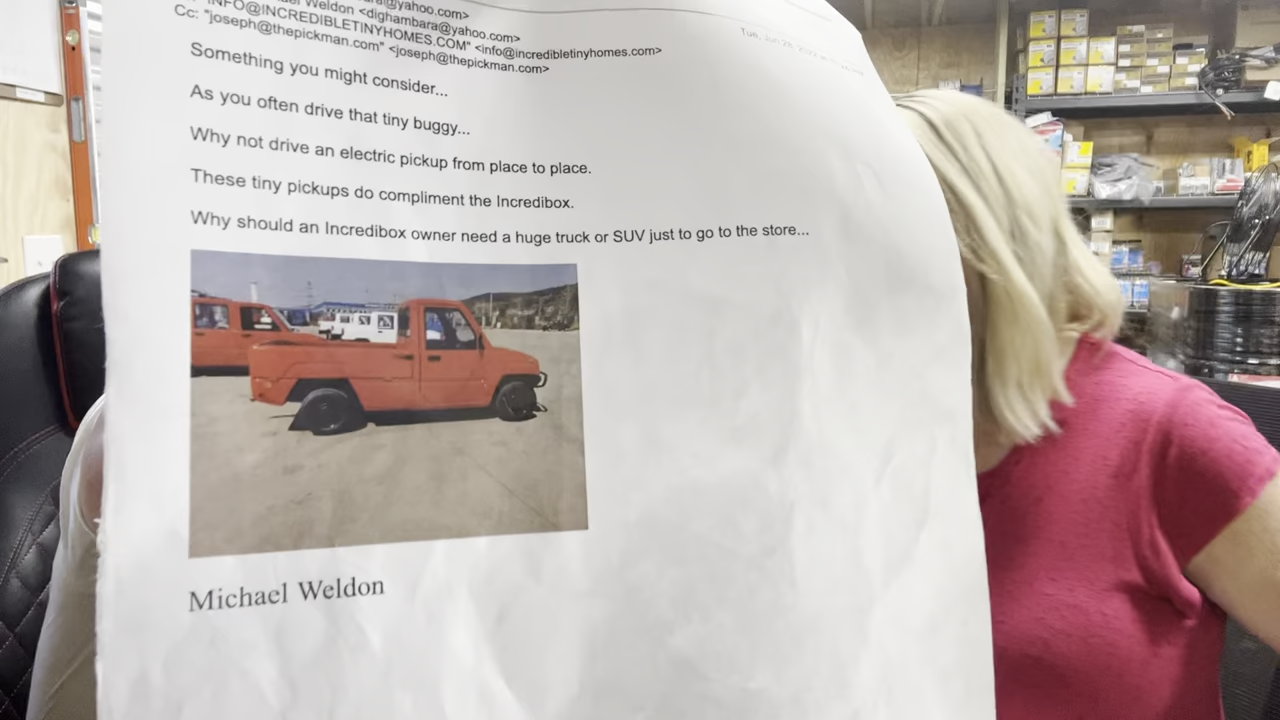 Weldon <dighambara@yahoo.com>
"INFO@INCREDIBLETINYHOMES.COM" <info@incredibletinyhomes.com>
Cc: "joseph@thepickman.com" <joseph@thepickman.com>
Something you might consider...
As you often drive that tiny buggy...
Why not drive an electric pickup from place to place.
These tiny pickups do compliment the Incredibox.
Why should an Incredibox owner need a huge truck or SUV just to go to the store...
Michael Weldon